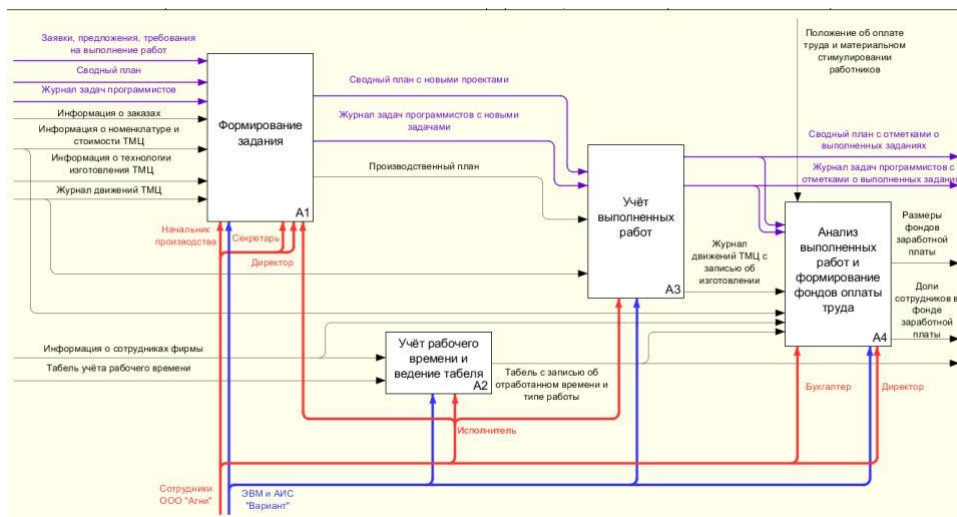 Заявки, предложения, требования
на выполнение работ
Сводный план
Журнал задач программистов
Информация о заказах
Информация о номенклатуре и
стоимости ТМЦ
Информация о технологии
изготовления ТМЦ
Журнал движений ТМЦ
Формирование
задания
A1
Начальник
производства
Секретарь
Директор
Сводный план с новыми проектами
Журнал задач программистов с новыми
задачами
Производственный план
Учёт
выполненных
работ
A3
Положение об оплате
труда и материальном
стимулировании
работников
Сводный план с отметками о
выполненных заданиях
Журнал задач программистов с
отметками о выполненных задани
Журнал
движений ТМЦ с
записью об
изготовлении
Анализ
выполненных
работ и
формирование
фондов оплаты
труда
A4
Размеры
фондов
заработной
платы
Доли
сотрудников в
фонде
заработной
платы
Информация о сотрудниках фирмы
Табель учёта рабочего времени
Учёт рабочего
времени и
ведение табеля
A2
Табель с записью об
отработанном времени и
типе работы
Исполнитель
Бухгалтер
Директор
Сотрудники
ООО "Агни"
ЭВМ и АИС
"Вариант"